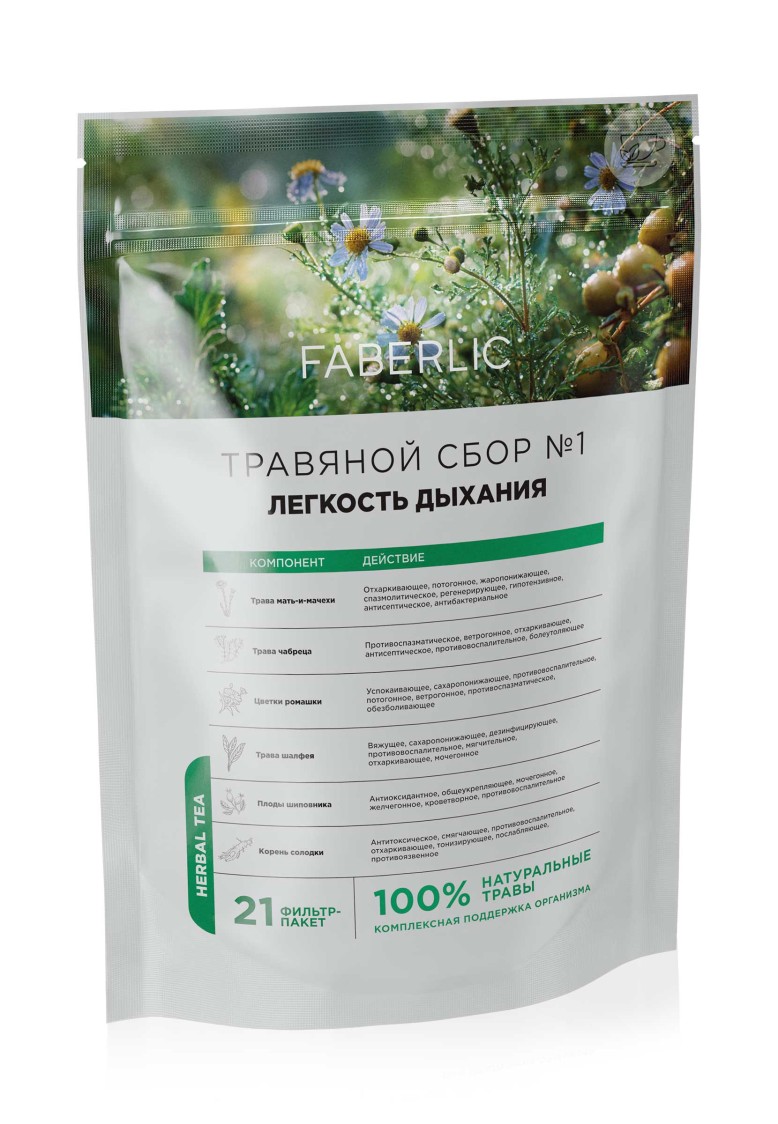 FABERLIC
ТРАВЯНОЙ СБОР №1
ЛЕГКОСТЬ ДЫХАНИЯ
КОМПОНЕНТ ДЕЙСТВИЕ
Трава мать-и-мачехи
Отхаркивающее, потогонное, жаропонижающее,
спазмолитическое, регенерирующее, гипотензивное,
антисептическое, антибактериальное
Трава чабреца
Противоспазматическое, ветрогонное, отхаркивающее,
антисептическое, противовоспалительное, болеутоляющее
Цветки ромашки
Успокаивающее, сахаропонижающее, противовоспалительное,
потогонное, ветрогонное, противоспазматическое,
обезболивающее
Трава шалфея
Вяжущее, сахаропонижающее, дезинфицирующее,
противовоспалительное, мягчительное,
отхаркивающее, мочегонное
Плоды шиповника
Антиоксидантное, общеукрепляющее, мочегонное,
желчегонное, кроветворное, противовоспалительное
Корень солодки
Антитоксическое, смягчающее, противовоспалительное,
отхаркивающее, тонизирующее, послабляющее,
противоязвенное
HERBAL TEA
21 ФИЛЬТР-
ПАКЕТ
100% НАТУРАЛЬНЫЕ
ТРАВЫ
КОМПЛЕКСНАЯ ПОДДЕРЖКА ОРГАНИЗМА